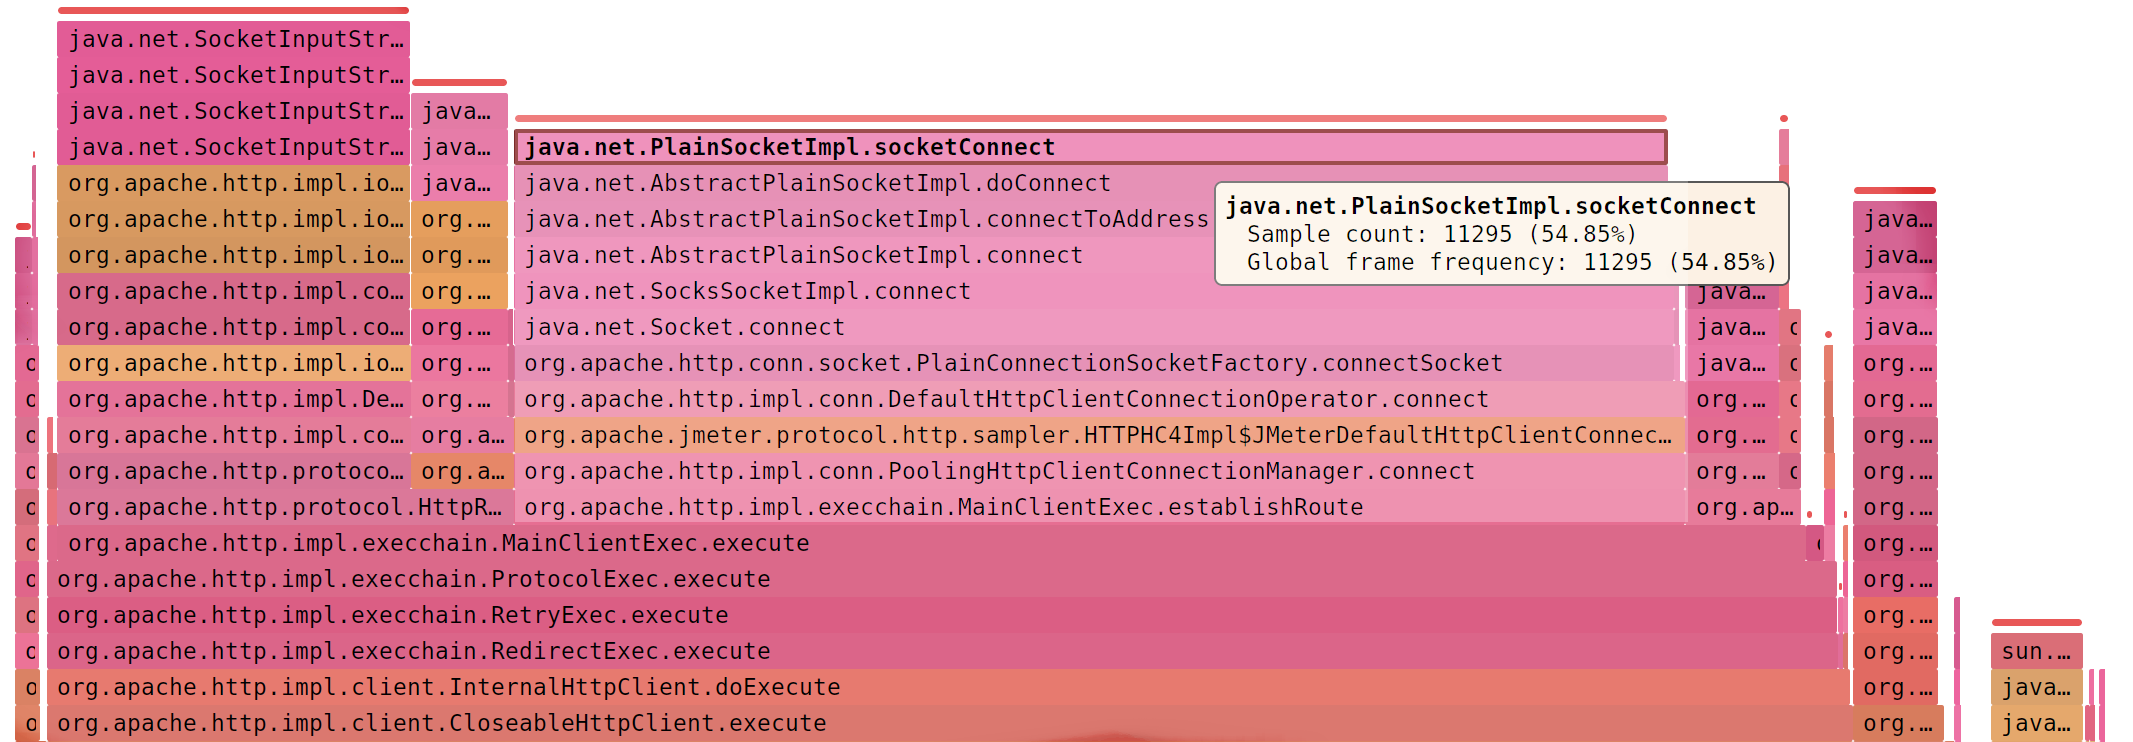 java.net.SocketInputStr…
java.net.SocketInputStr…
java.net.SocketInputStr… java…
java.net.SocketInputStr… java… java.net.PlainSocketImpl.socketConnect
org.apache.http.impl.io… java… java.net.AbstractPlainSocketImpl.doConnect
java.net.PlainSocketImpl.socketConnect
Sample count: 11295 (54.85%)
Global frame frequency: 11295 (54.85%)
org.apache.http.impl.io… org.… java.net.AbstractPlainSocketImpl.connectToAddress java…
org.apache.http.impl.io… org.… java.net.AbstractPlainSocketImpl.connect java…
org.apache.http.impl.co… org.… java.net.SocksSocketImpl.connect java… java…
org.apache.http.impl.co… org.… java.net.Socket.connect java… java…
org.apache.http.impl.io… org.… org.apache.http.conn.socket.PlainConnectionSocketFactory.connectSocket java… org.…
org.apache.http.impl.De… org.… org.apache.http.impl.conn.DefaultHttpClientConnectionOperator.connect org.… org.…
org.apache.http.impl.co… org.a… org.apache.jmeter.protocol.http.sampler.HTTPHC4Impl$JMeterDefaultHttpClientConnec… org.… org.…
org.apache.http.protoco… org.a… org.apache.http.impl.conn.PoolingHttpClientConnectionManager.connect org.… org.…
org.apache.http.protocol.HttpR… org.apache.http.impl.execchain.MainClientExec.establishRoute org.ap… org.…
org.apache.http.impl.execchain.MainClientExec.execute org.…
org.apache.http.impl.execchain.ProtocolExec.execute org.…
org.apache.http.impl.execchain.RetryExec.execute org.…
org.apache.http.impl.execchain.RedirectExec.execute org.… sun.…
org.apache.http.impl.client.InternalHttpClient.doExecute org.… java…
org.apache.http.impl.client.CloseableHttpClient.execute org.… java…